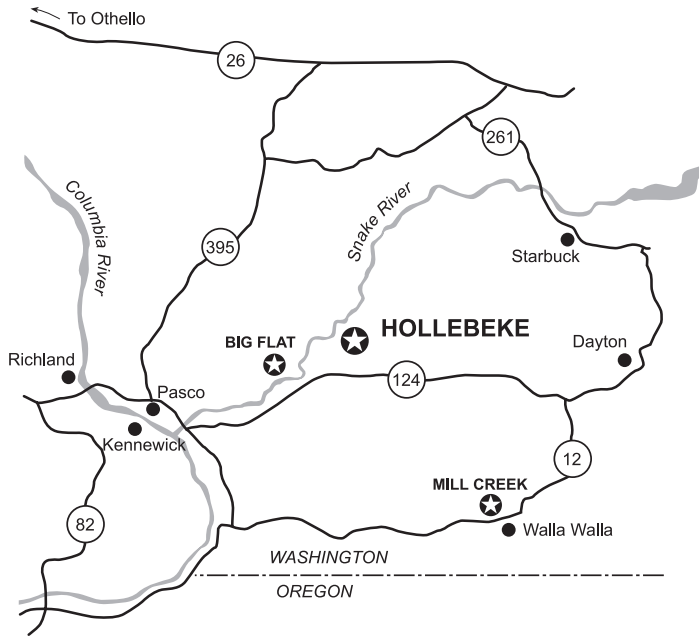 To Othello
26
261
Columbia River
Snake River
395
Starbuck
HOLLEBEKE
BIG FLAT
Dayton
Richland
124
Pasco
Kennewick
12
MILL CREEK
82
Walla Walla
WASHINGTON
OREGON